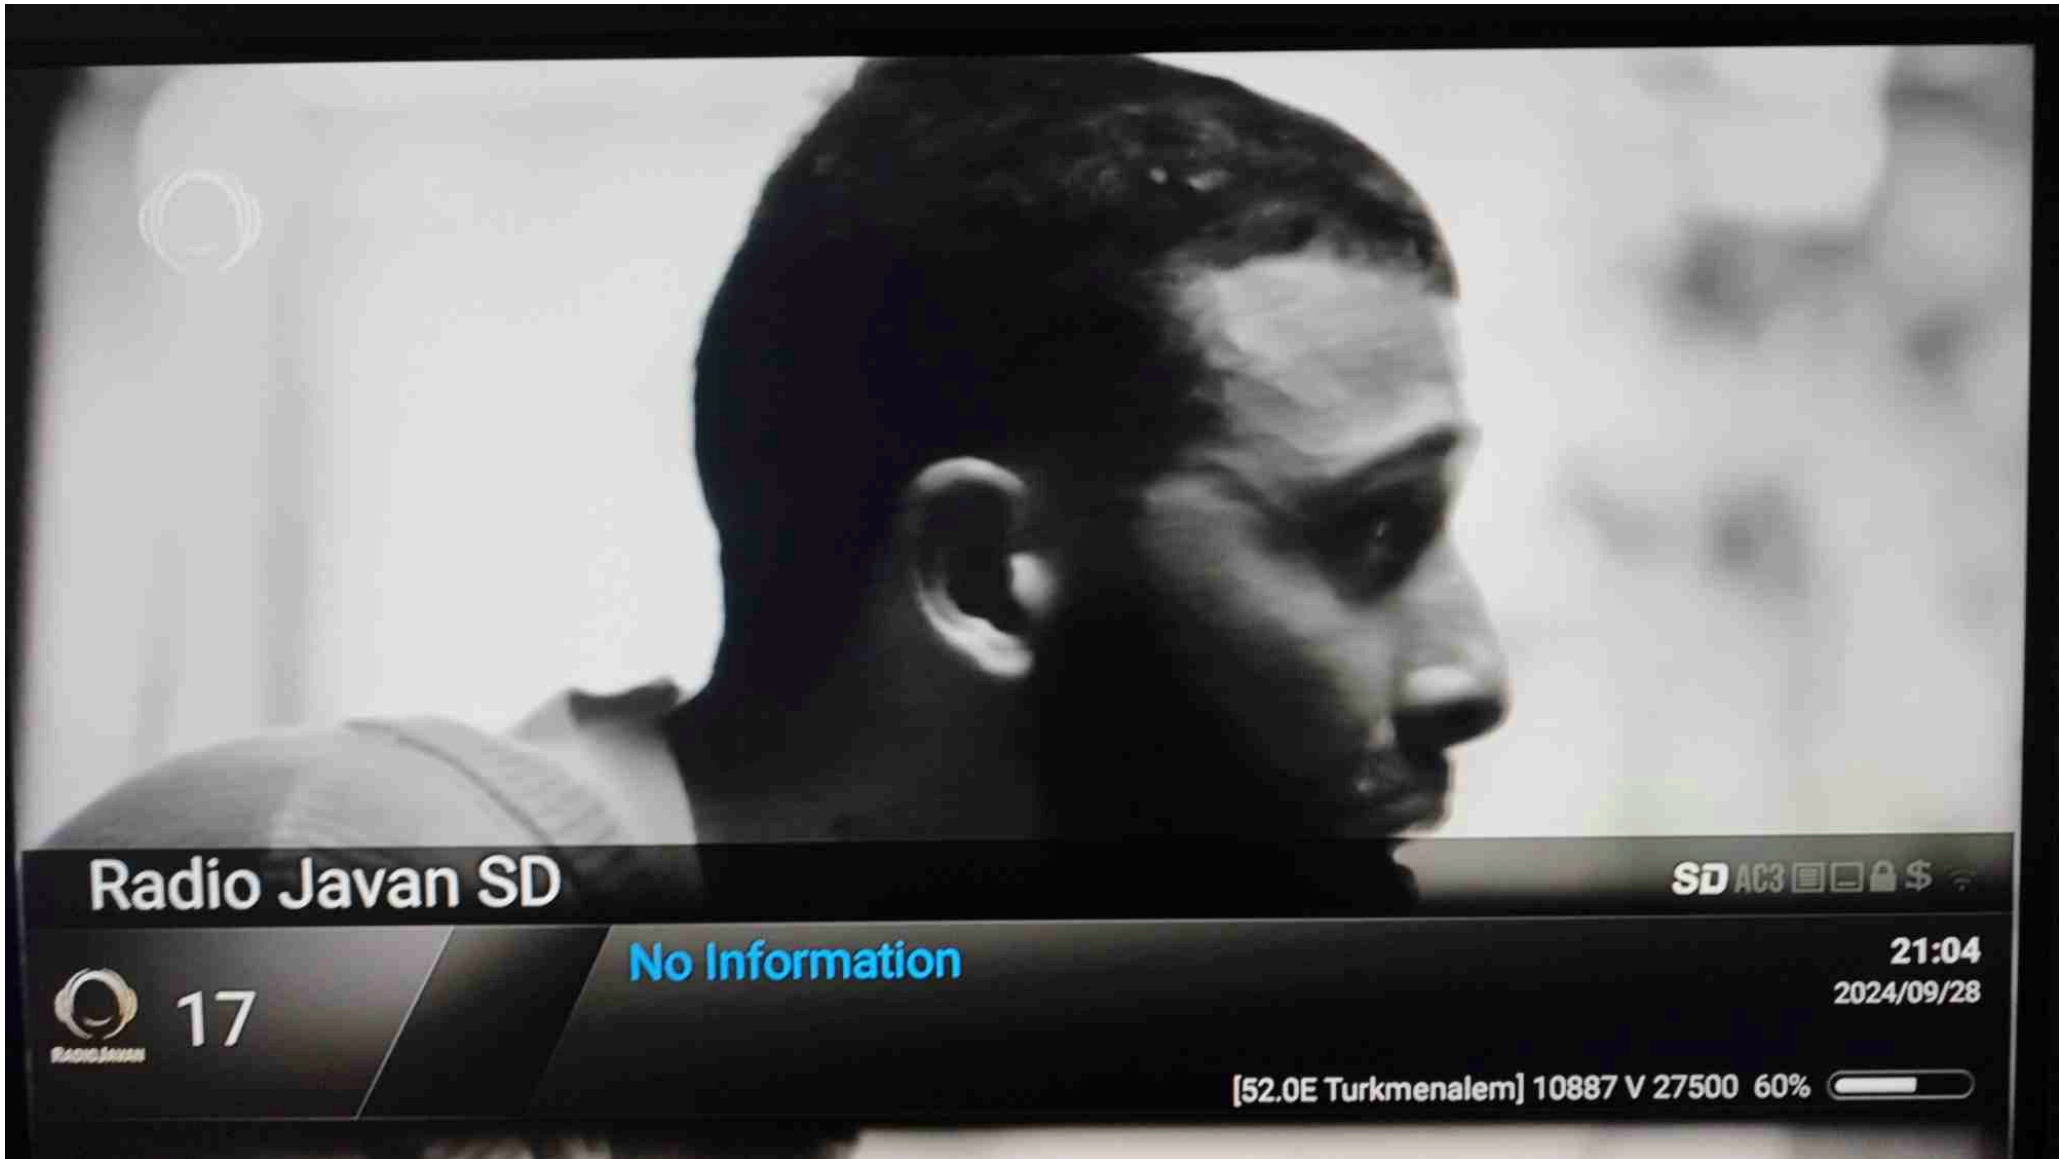 Radio Javan SD
SD AC3 $
RADIOJAVAN
17
No Information
21:04
2024/09/28
[52.0E Turkmenalem] 10887 V 27500 60%